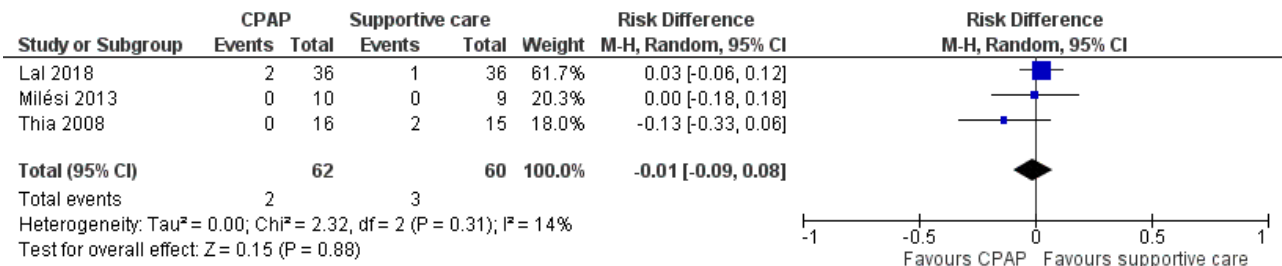 CPAP Supportive care Risk Difference Risk Difference
Study or Subgroup Events Total Events Total Weight M-H, Random, 95% CI M-H, Random, 95% CI
Lal 2018 2 36 1 36 61.7% 0.03 [-0.06, 0.12]
Milési 2013 0 10 0 9 20.3% 0.00 [-0.18, 0.18]
Thia 2008 0 16 2 15 18.0% -0.13 [-0.33, 0.06]
Total (95% CI) 62 60 100.0% -0.01 [-0.09, 0.08]
Total events 2 3
Heterogeneity: Tau² = 0.00; Chi² = 2.32, df = 2 (P = 0.31); I² = 14%
Test for overall effect: Z = 0.15 (P = 0.88)
-1 -0.5 0 0.5 1
Favours CPAP Favours supportive care